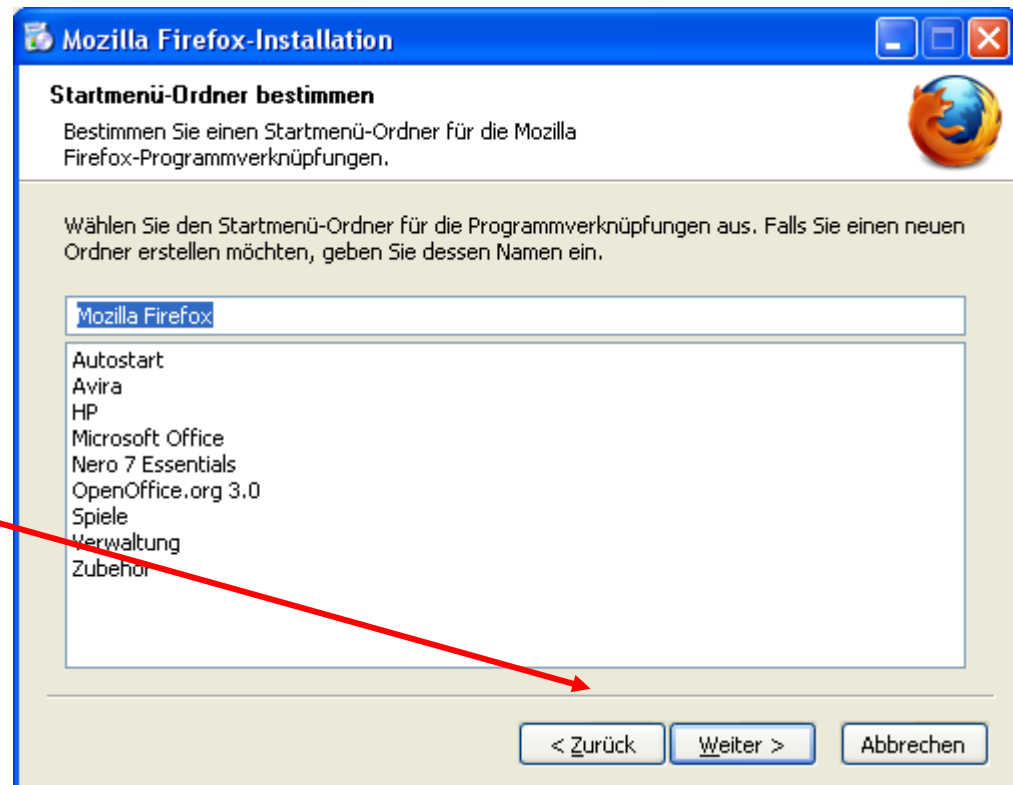 Mozilla Firefox-Installation
Startmenü-Ordner bestimmen
Bestimmen Sie einen Startmenü-Ordner für die Mozilla
Firefox-Programmverknüpfungen.
Wählen Sie den Startmenü-Ordner für die Programmverknüpfungen aus. Falls Sie einen neuen
Ordner erstellen möchten, geben Sie dessen Namen ein.
Mozilla Firefox
Autostart
Avira
HP
Microsoft Office
Nero 7 Essentials
OpenOffice.org 3.0
Spiele
Verwaltung
Zubehör
< Zurück
Weiter >
Abbrechen